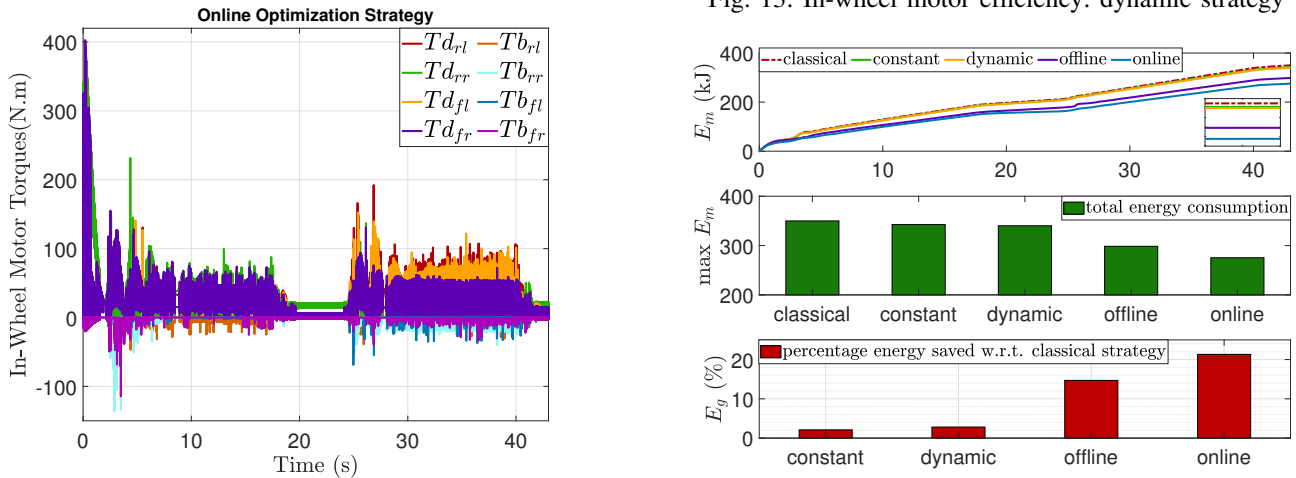 Online Optimization Strategy
400
300
200
100
0
-100
In-Wheel Motor Torques(N.m)
Td_rl Tb_rl
Td_rr Tb_rr
Td_fl Tb_fl
Td_fr Tb_fr
0 10 20 30 40
Time (s)
Fig. 13: In-wheel motor efficiency: dynamic strategy
400
200
0
E_m (kJ)
classical constant dynamic offline online
0 10 20 30 40
400
300
200
max E_m
total energy consumption
classical constant dynamic offline online
20
10
0
E_g (%)
percentage energy saved w.r.t. classical strategy
constant dynamic offline online